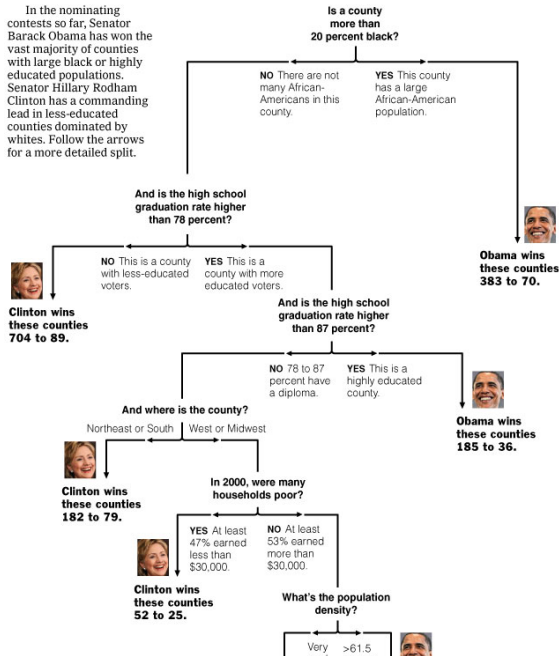 In the nominating
contests so far, Senator
Barack Obama has won the
vast majority of counties
with large black or highly
educated populations.
Senator Hillary Rodham
Clinton has a commanding
lead in less-educated
counties dominated by
whites. Follow the arrows
for a more detailed split.
Is a county
more than
20 percent black?
NO There are not
many African-
Americans in this
county.
YES This county
has a large
African-American
population.
And is the high school
graduation rate higher
than 78 percent?
Obama wins
these counties
383 to 70.
NO This is a county
with less-educated
voters.
YES This is a
county with more
educated voters.
Clinton wins
these counties
704 to 89.
And is the high school
graduation rate higher
than 87 percent?
NO 78 to 87
percent have
a diploma.
YES This is a
highly educated
county.
Obama wins
these counties
185 to 36.
And where is the county?
Northeast or South
West or Midwest
Clinton wins
these counties
182 to 79.
In 2000, were many
households poor?
YES At least
47% earned
less than
$30,000.
NO At least
53% earned
more than
$30,000.
Clinton wins
these counties
52 to 25.
What's the population
density?
Very
>61.5